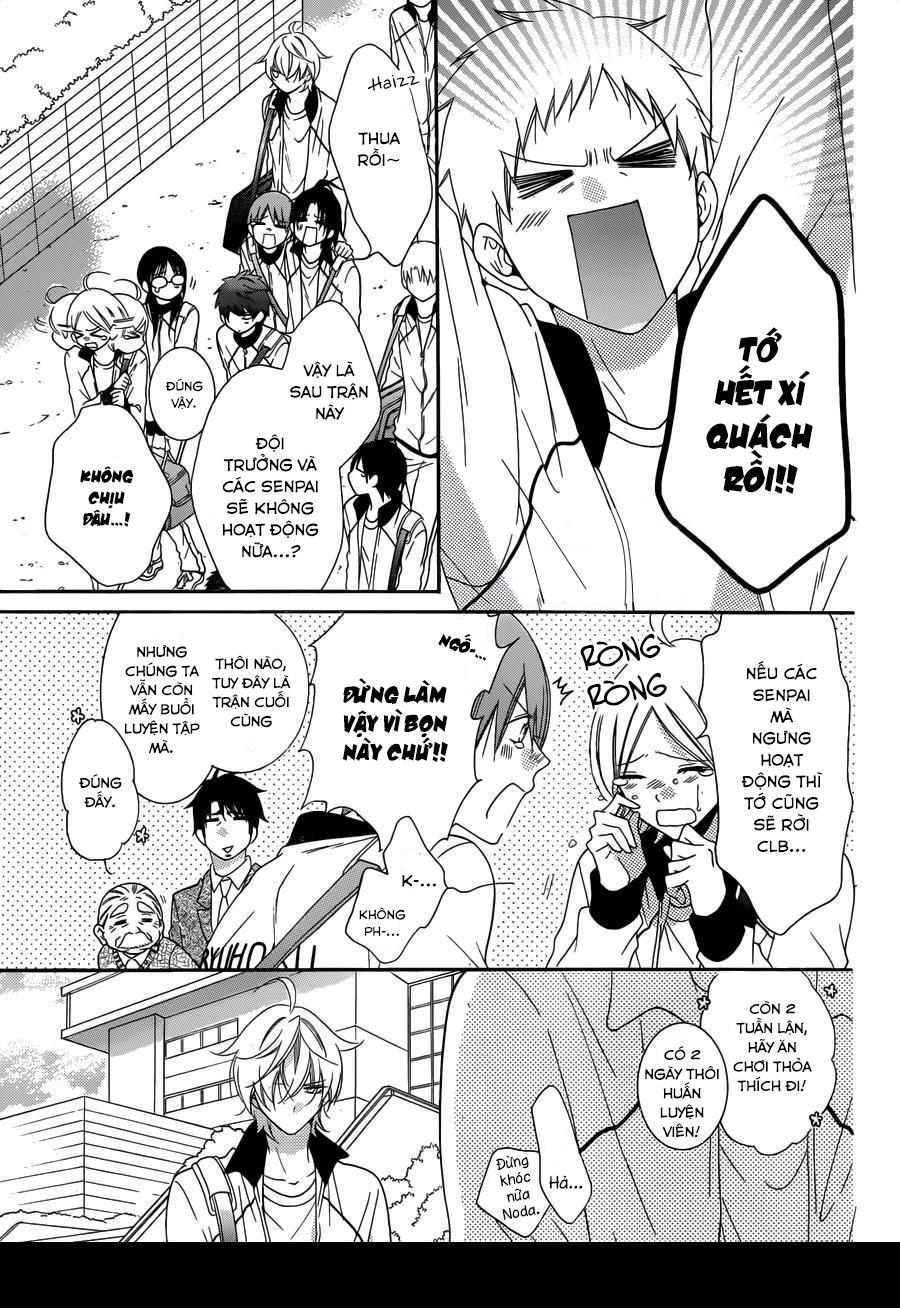 TỚ
HẾT XÍ
QUÁCH
RỒI!!
Haizz
THUA
RỒI~
VẬY LÀ
SAU TRẬN
NÀY
ĐỘI
TRƯỞNG VÀ
CÁC SENPAI
SẼ KHÔNG
HOẠT ĐỘNG
NỮA...?
ĐÚNG
VẬY.
KHÔNG
CHỊU
ĐÂU...!
NẾU CÁC
SENPAI
MÀ
NGƯNG
HOẠT
ĐỘNG THÌ
TỚ CŨNG
SẼ RỜI
CLB...
RÒNG
RÒNG
NGỐ-...
ĐỪNG LÀM
VẬY VÌ BỌN
NÀY CHỨ!!
K-...
KHÔNG
PH-...
THÔI NÀO,
TUY ĐÂY LÀ
TRẬN CUỐI
CÙNG
NHƯNG
CHÚNG TA
VẪN CÒN
MẤY BUỔI
LUYỆN TẬP
MÀ.
ĐÚNG
ĐẤY.
RYUHOKU
CÒN 2
TUẦN LẬN,
HÃY ĂN
CHƠI THỎA
THÍCH ĐI!
CÓ 2
NGÀY THÔI
HUẤN
LUYỆN
VIÊN!
Hả...
Đừng
khóc
nữa
Noda.